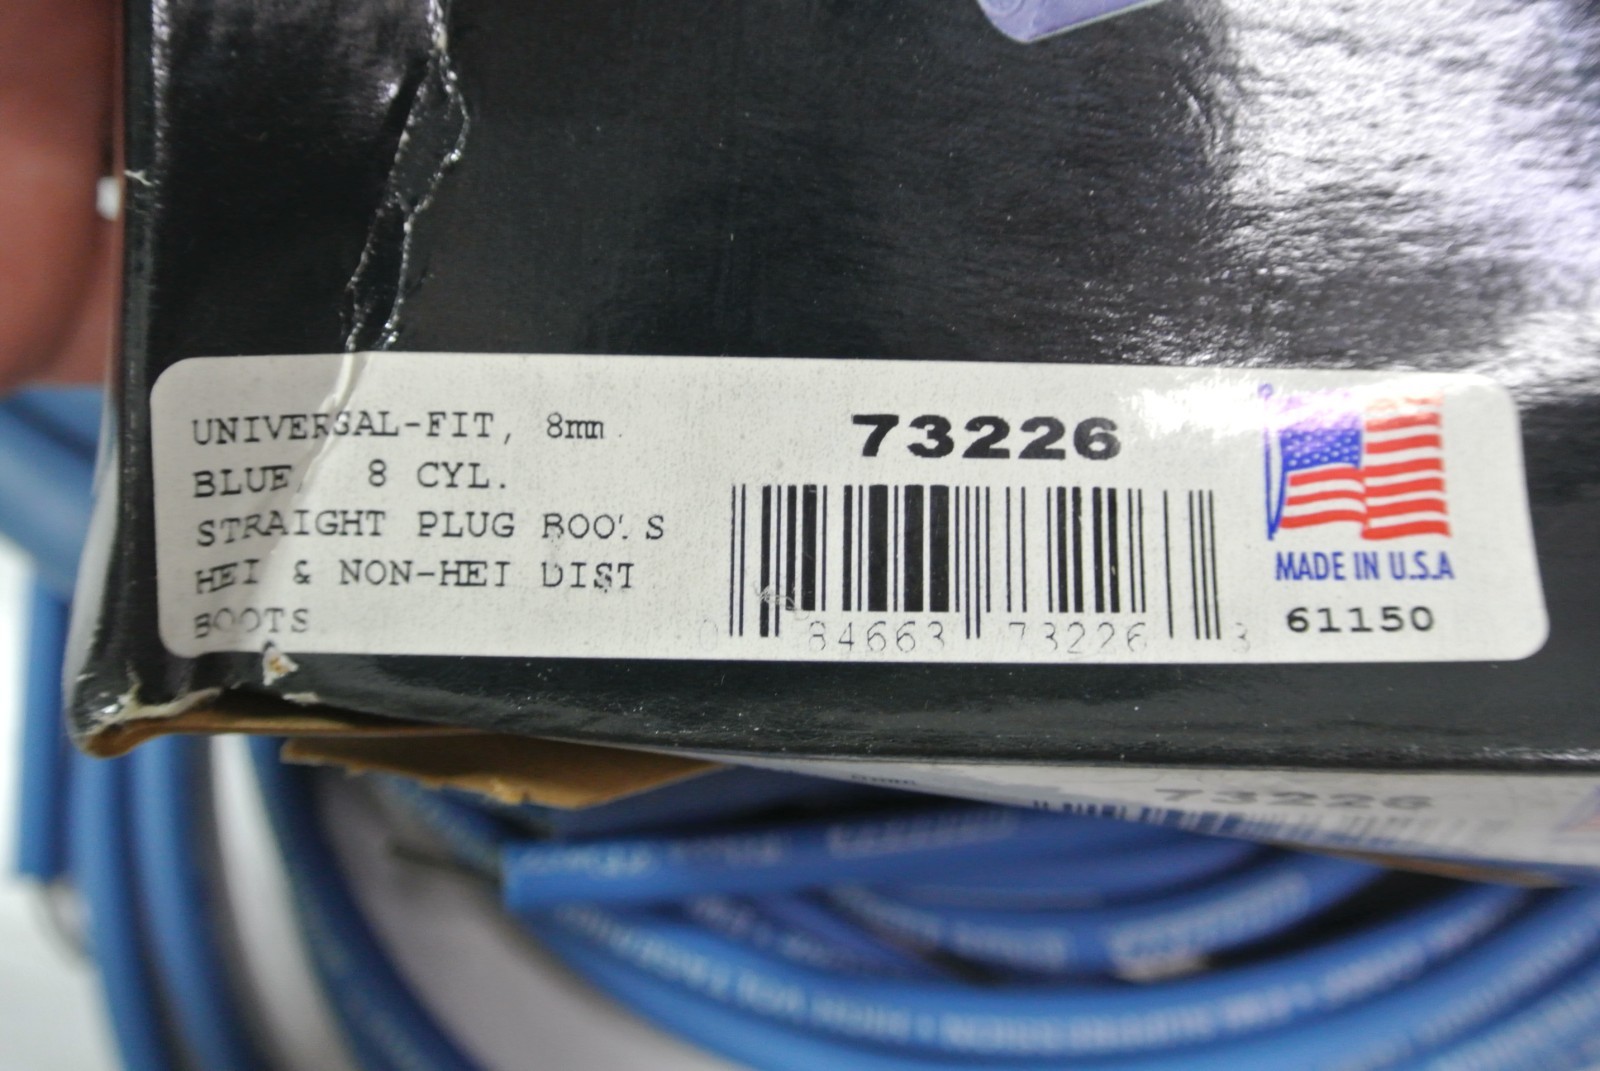 UNIVERSAL-FIT, 8mm
BLUE, 8 CYL.
STRAIGHT PLUG BOOTS
HEI & NON-HEI DIST
BOOTS
73226
0 84663 73226 3
MADE IN U.S.A
61150
73226